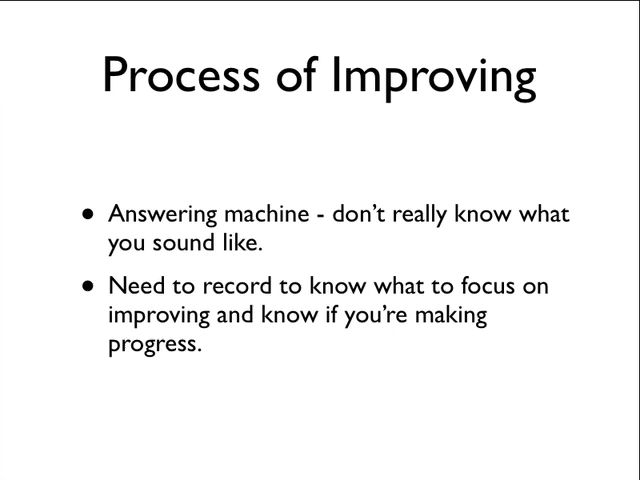 Process of Improving
• Answering machine - don’t really know what
you sound like.
• Need to record to know what to focus on
improving and know if you’re making
progress.